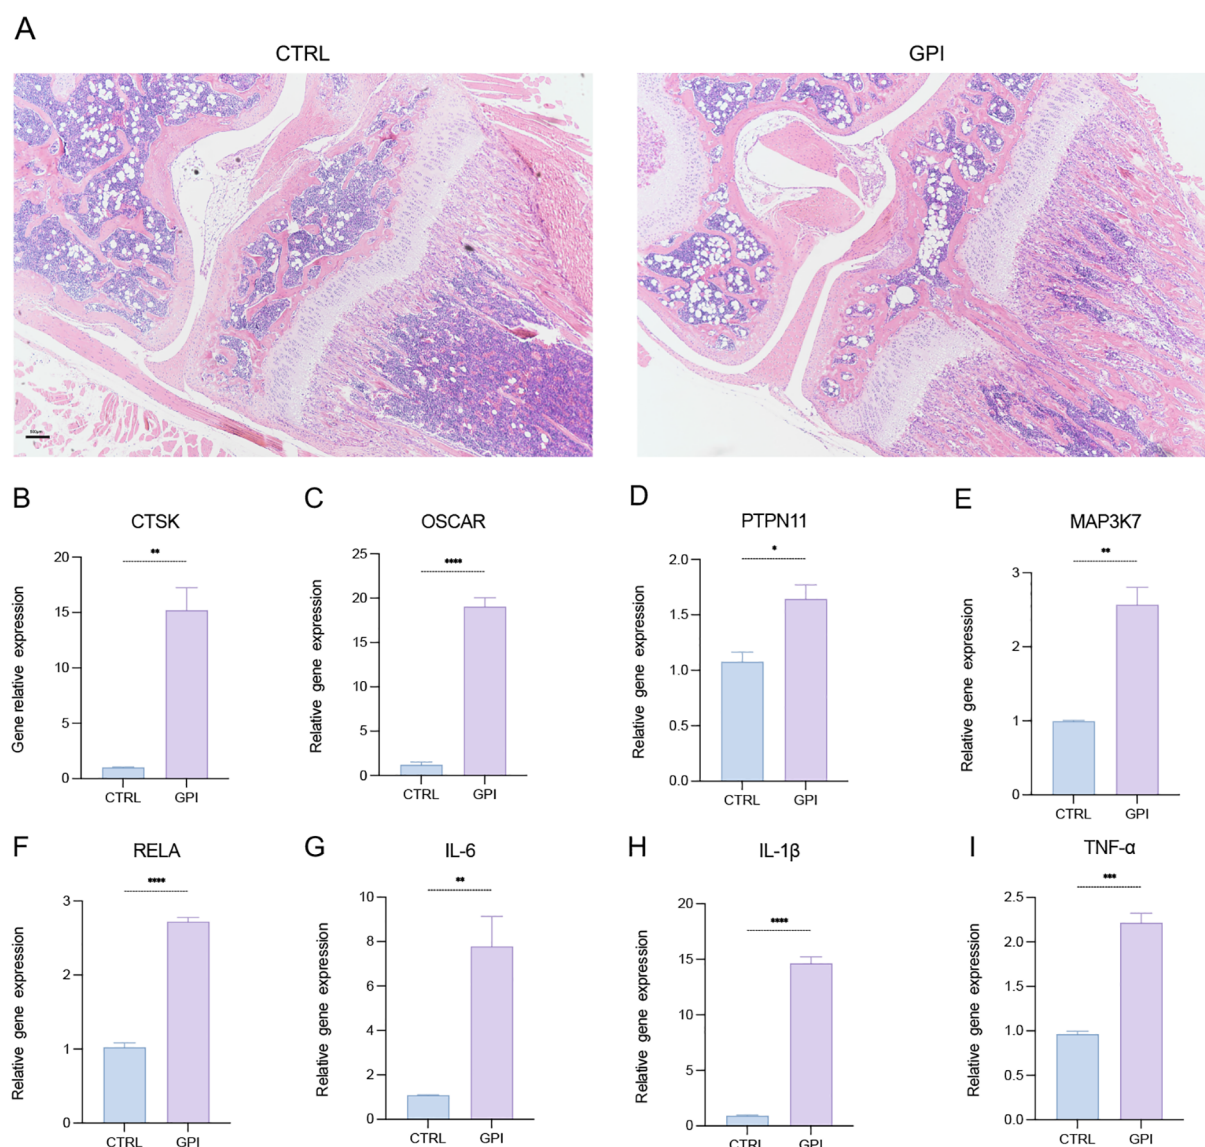 A
CTRL
GPI
50μm
B
CTSK
**
Gene relative expression
20
15
10
5
0
CTRL
GPI
C
OSCAR
****
Relative gene expression
25
20
15
10
5
0
CTRL
GPI
D
PTPN11
*
Relative gene expression
2.0
1.5
1.0
0.5
0.0
CTRL
GPI
E
MAP3K7
**
Relative gene expression
3
2
1
0
CTRL
GPI
F
RELA
****
Relative gene expression
3
2
1
0
CTRL
GPI
G
IL-6
**
Relative gene expression
10
8
6
4
2
0
CTRL
GPI
H
IL-1β
****
Relative gene expression
20
15
10
5
0
CTRL
GPI
I
TNF-α
***
Relative gene expression
2.5
2.0
1.5
1.0
0.5
0.0
CTRL
GPI